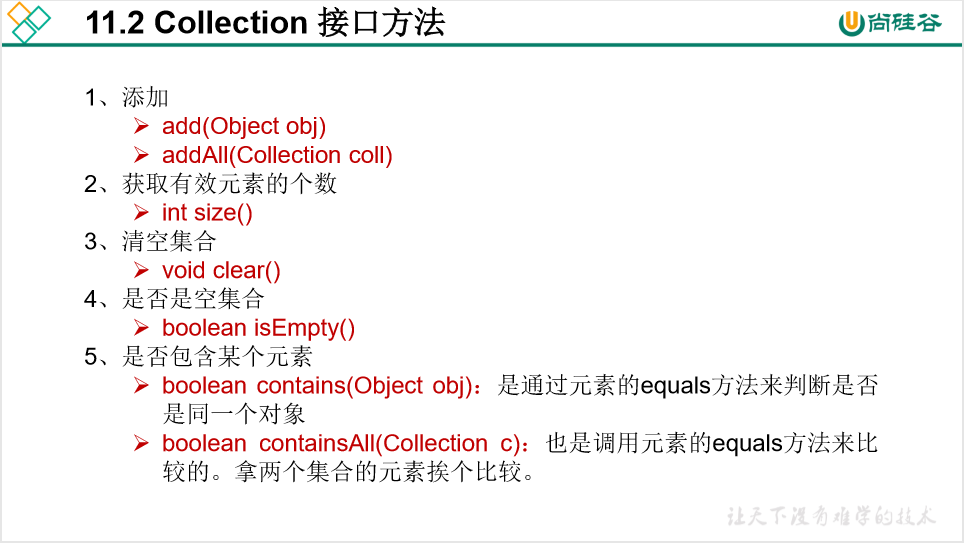 11.2 Collection 接口方法
尚硅谷
1、添加
➢ add(Object obj)
➢ addAll(Collection coll)
2、获取有效元素的个数
➢ int size()
3、清空集合
➢ void clear()
4、是否是空集合
➢ boolean isEmpty()
5、是否包含某个元素
➢ boolean contains(Object obj)：是通过元素的equals方法来判断是否
是同一个对象
➢ boolean containsAll(Collection c)：也是调用元素的equals方法来比
较的。拿两个集合的元素挨个比较。
让天下没有难学的技术